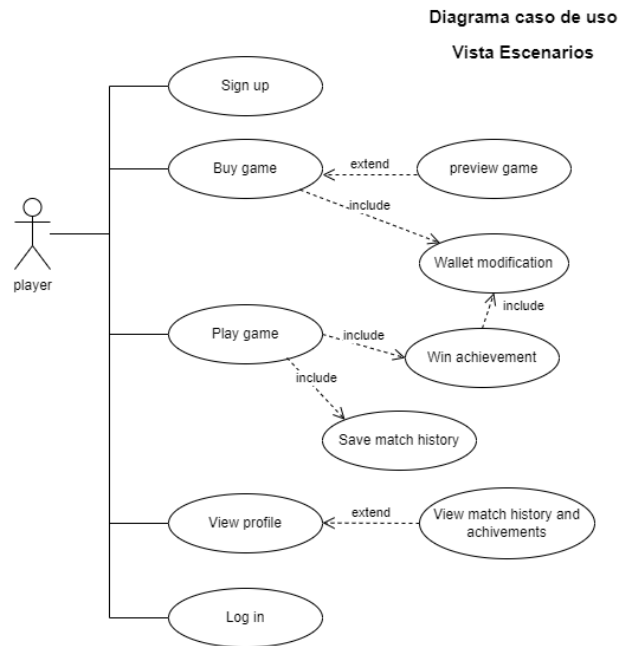 Diagrama caso de uso
Vista Escenarios
Sign up
Buy game
extend
preview game
include
Wallet modification
player
include
Play game
include
Win achievement
include
Save match history
View profile
extend
View match history and
achivements
Log in